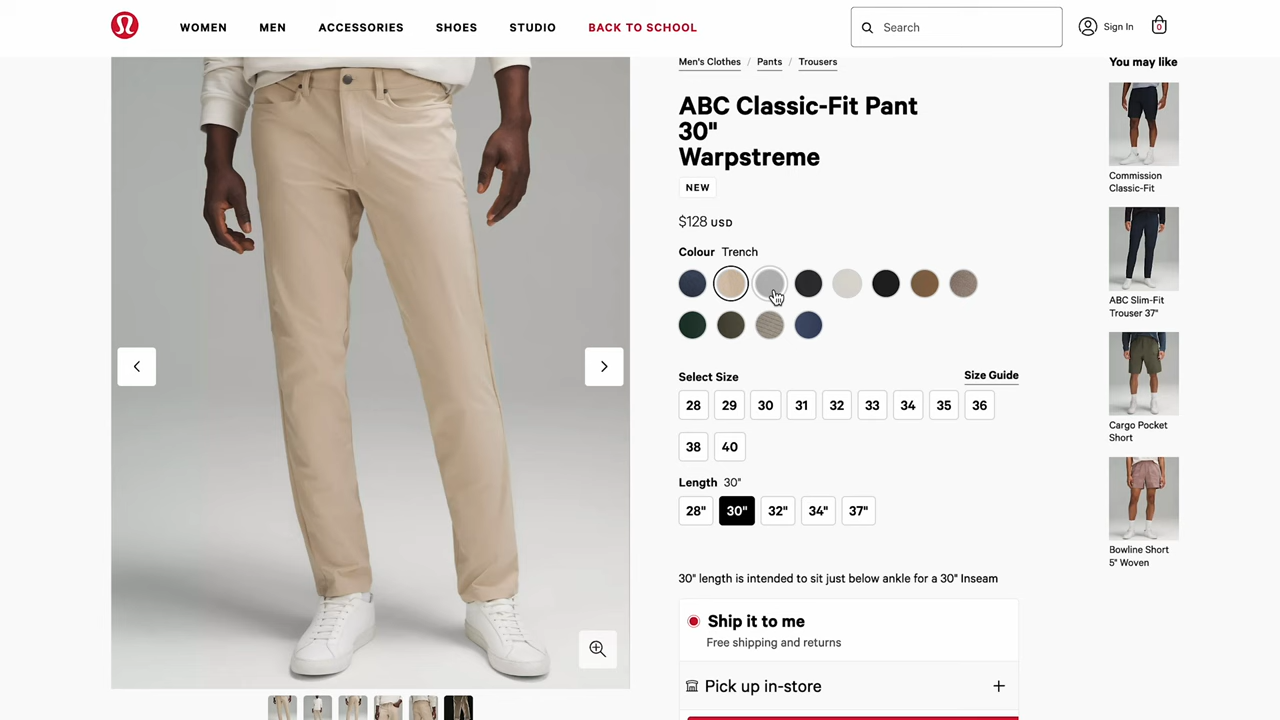 WOMEN MEN ACCESSORIES SHOES STUDIO BACK TO SCHOOL
Search
Sign In
0
Men's Clothes / Pants / Trousers
ABC Classic-Fit Pant
30"
Warpstreme
NEW
$128 USD
Colour Trench
Select Size
Size Guide
28 29 30 31 32 33 34 35 36
38 40
Length 30"
28" 30" 32" 34" 37"
30" length is intended to sit just below ankle for a 30" Inseam
Ship it to me
Free shipping and returns
Pick up in-store
You may like
Commission
Classic-Fit
ABC Slim-Fit
Trouser 37"
Cargo Pocket
Short
Bowline Short
5" Woven